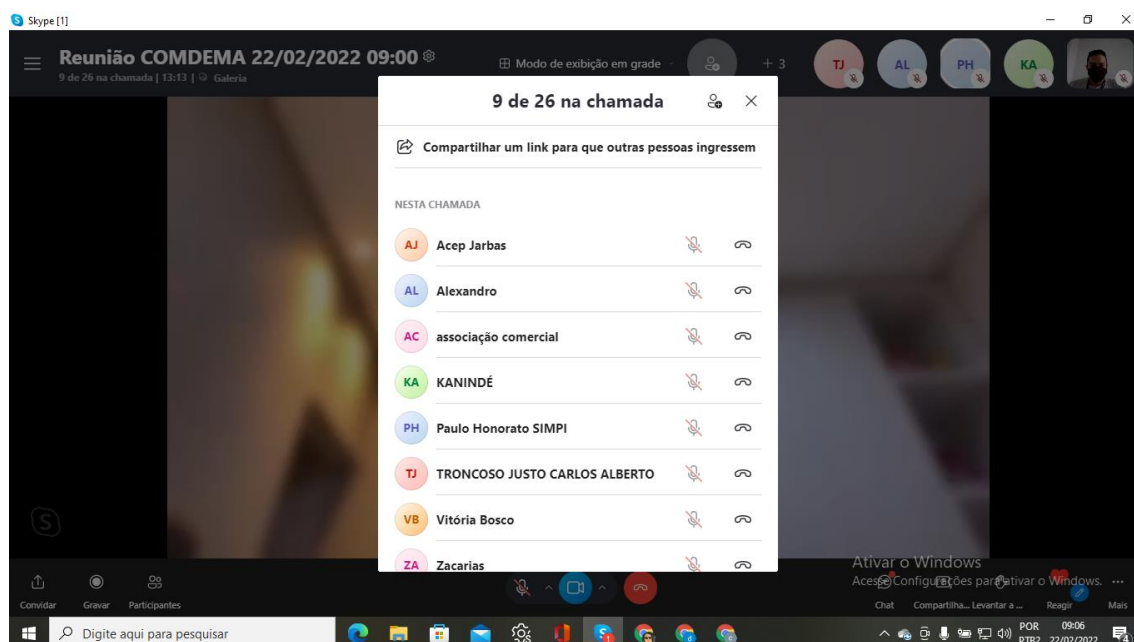 Skype [1]
Reunião COMDEMA 22/02/2022 09:00
9 de 26 na chamada | 13:13 | Galeria
Modo de exibição em grade
+ 3
TJ
AL
PH
KA
9 de 26 na chamada
Compartilhar um link para que outras pessoas ingressem
NESTA CHAMADA
AJ Acep Jarbas
AL Alexandro
AC associação comercial
KA KANINDÉ
PH Paulo Honorato SIMPI
TJ TRONCOSO JUSTO CARLOS ALBERTO
VB Vitória Bosco
ZA Zacarias
S
Ativar o Windows
Acesse Configurações para ativar o Windows.
Convidar Gravar Participantes
Chat Compartilha... Levantar a ... Reagir Mais
Digite aqui para pesquisar
POR 09:06
PTB2 22/02/2022